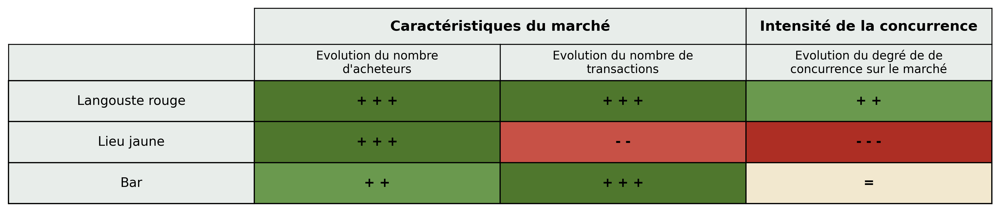 Caractéristiques du marché
Intensité de la concurrence
Evolution du nombre
d'acheteurs
Evolution du nombre de
transactions
Evolution du degré de de
concurrence sur le marché
Langouste rouge
+ + +
+ + +
+ +
Lieu jaune
+ + +
- -
- - -
Bar
+ +
+ + +
=